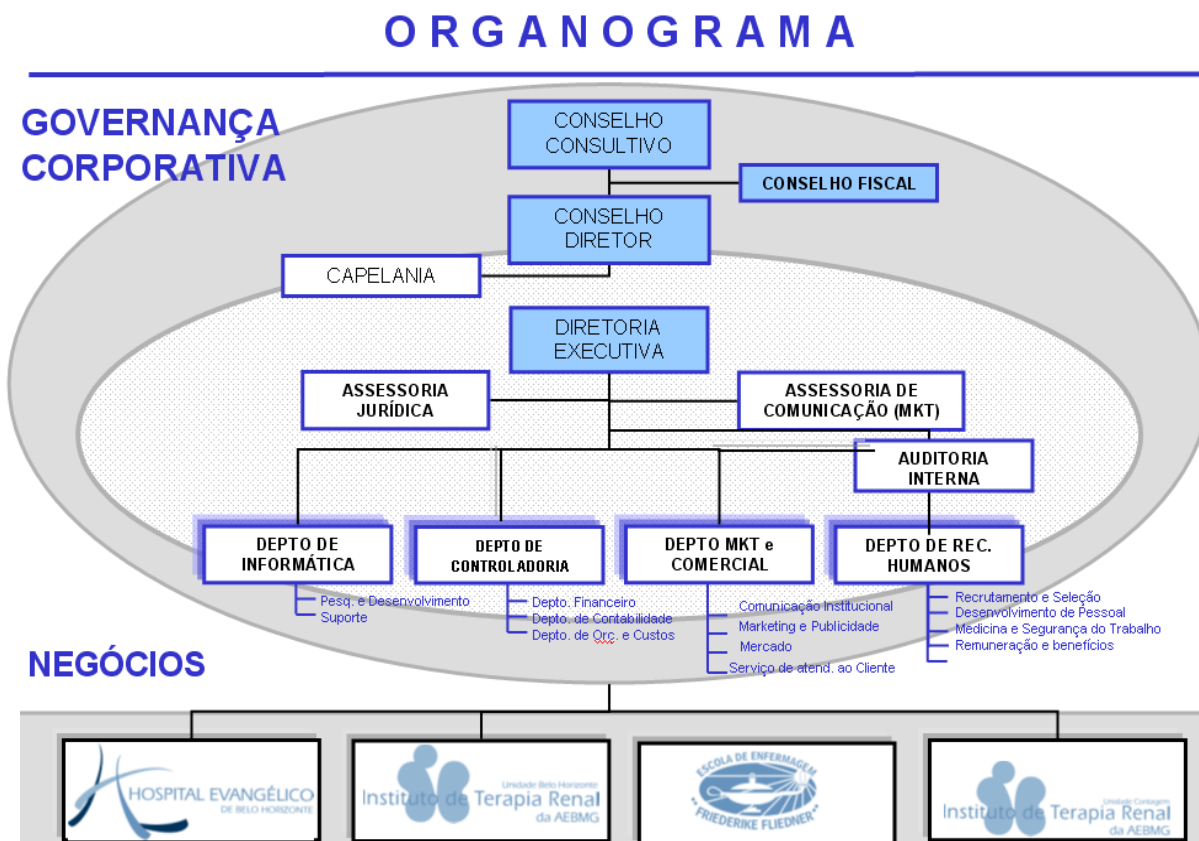 ORGANOGRAMA
GOVERNANÇA
CORPORATIVA
CONSELHO
CONSULTIVO
CONSELHO FISCAL
CONSELHO
DIRETOR
CAPELANIA
DIRETORIA
EXECUTIVA
ASSESSORIA
JURÍDICA
ASSESSORIA DE
COMUNICAÇÃO (MKT)
AUDITORIA
INTERNA
DEPTO DE
INFORMÁTICA
Pesq. e Desenvolvimento
Suporte
DEPTO DE
CONTROLADORIA
Depto. Financeiro
Depto. de Contabilidade
Depto. de Orç. e Custos
DEPTO MKT e
COMERCIAL
Comunicação Institucional
Marketing e Publicidade
Mercado
Serviço de atend. ao Cliente
DEPTO DE REC.
HUMANOS
Recrutamento e Seleção
Desenvolvimento de Pessoal
Medicina e Segurança do Trabalho
Remuneração e benefícios
NEGÓCIOS
HOSPITAL EVANGÉLICO
DE BELO HORIZONTE
Unidade Belo Horizonte
Instituto de Terapia Renal
da AEBMG
ESCOLA DE ENFERMAGEM
"FRIEDERIKE FLIEDNER"
Unidade Contagem
Instituto de Terapia Renal
da AEBMG